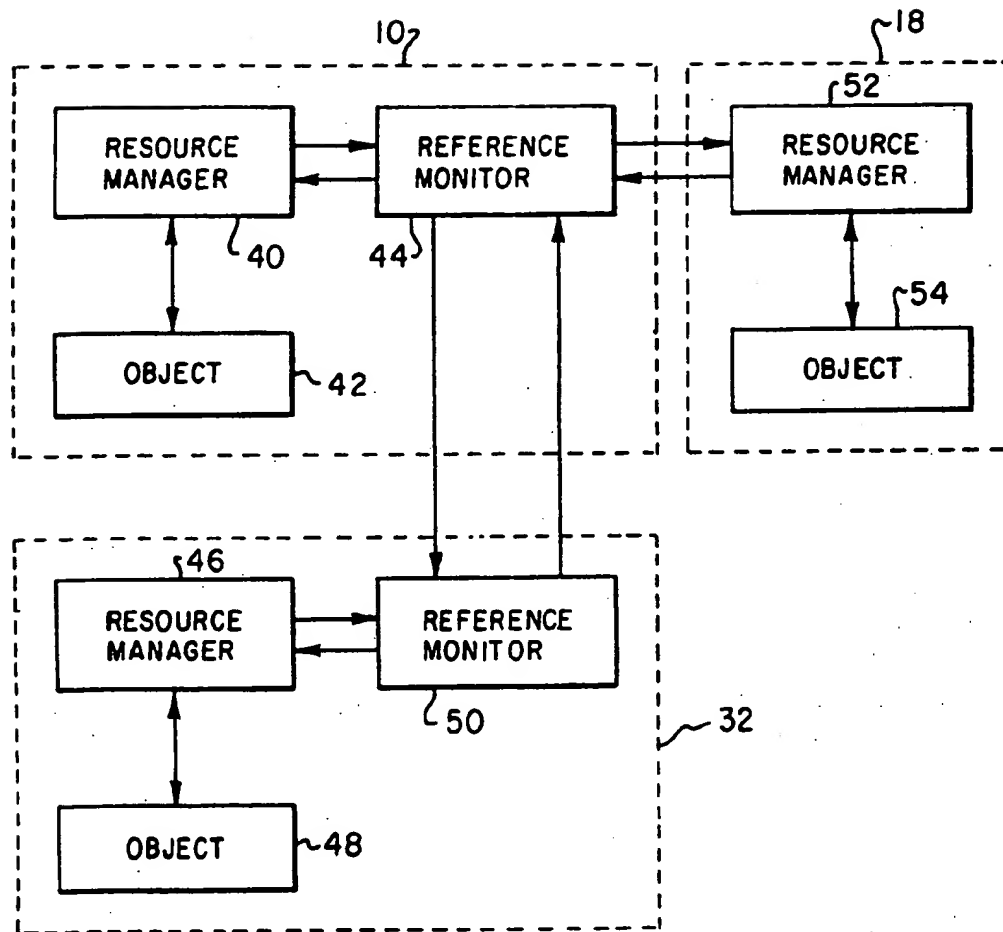 10
18
RESOURCE
MANAGER
40
REFERENCE
MONITOR
44
52
RESOURCE
MANAGER
OBJECT
42
54
OBJECT
46
RESOURCE
MANAGER
REFERENCE
MONITOR
50
32
OBJECT
48